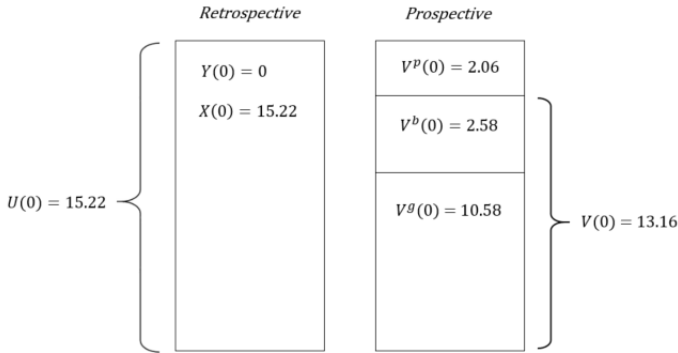 Retrospective
Prospective
Y(0) = 0
X(0) = 15.22
V^p(0) = 2.06
V^b(0) = 2.58
V^g(0) = 10.58
U(0) = 15.22
V(0) = 13.16